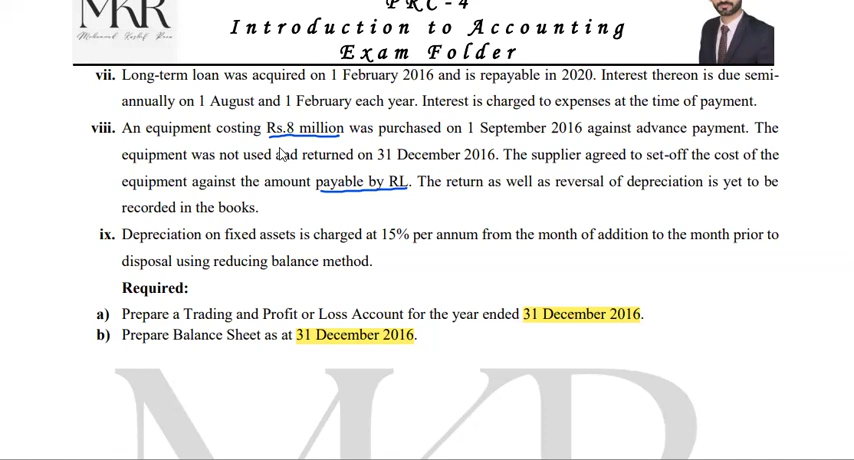 MKR
PRC-4
Introduction to Accounting
Exam Folder
vii. Long-term loan was acquired on 1 February 2016 and is repayable in 2020. Interest thereon is due semi-
annually on 1 August and 1 February each year. Interest is charged to expenses at the time of payment.
viii. An equipment costing Rs.8 million was purchased on 1 September 2016 against advance payment. The
equipment was not used and returned on 31 December 2016. The supplier agreed to set-off the cost of the
equipment against the amount payable by RL. The return as well as reversal of depreciation is yet to be
recorded in the books.
ix. Depreciation on fixed assets is charged at 15% per annum from the month of addition to the month prior to
disposal using reducing balance method.
Required:
a) Prepare a Trading and Profit or Loss Account for the year ended 31 December 2016.
b) Prepare Balance Sheet as at 31 December 2016.
MKR